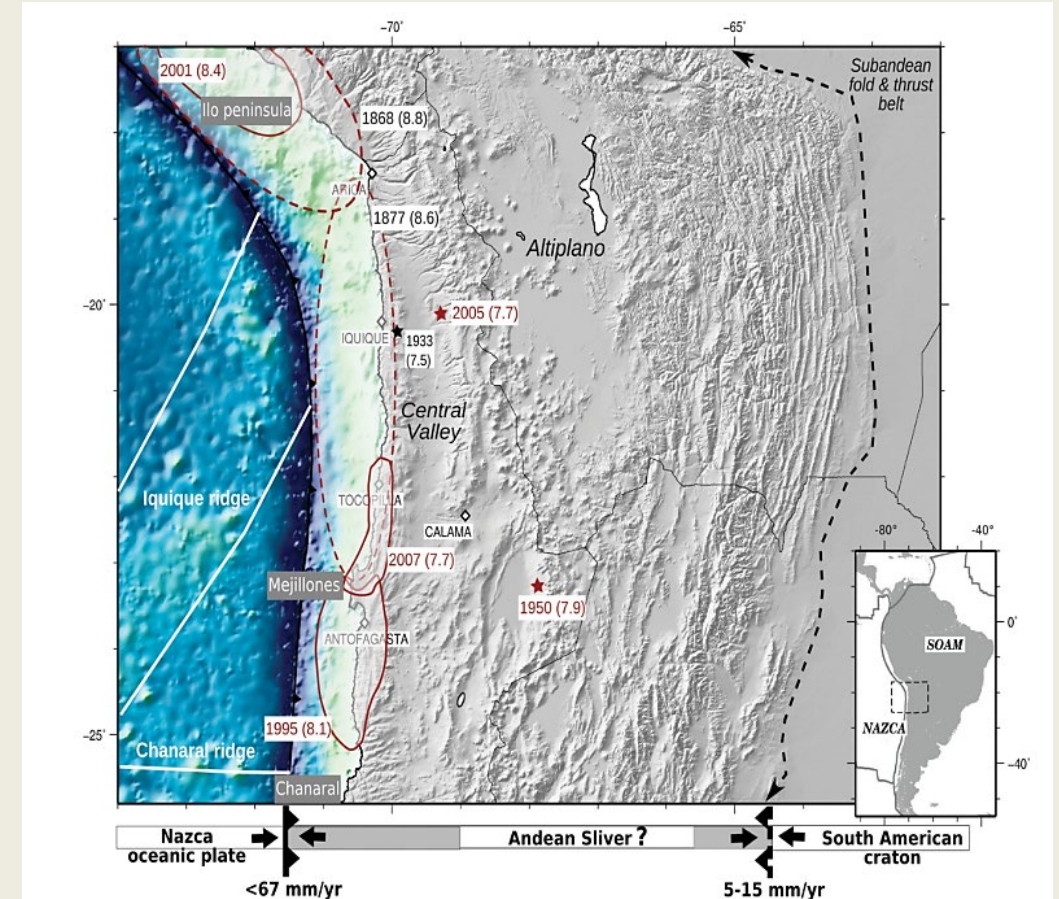 -70˚
-65˚
2001 (8.4)
Ilo peninsula
1868 (8.8)
Subandean
fold & thrust
belt
ARICA
1877 (8.6)
Altiplano
-20˚
2005 (7.7)
IQUIQUE
1933
(7.5)
Central
Valley
Iquique ridge
TOCOPILLA
CALAMA
2007 (7.7)
Mejillones
1950 (7.9)
ANTOFAGASTA
-25˚
1995 (8.1)
Chanaral ridge
Chanaral
-80˚
-40˚
0˚
SOAM
NAZCA
-40˚
Nazca
oceanic plate
Andean Sliver ?
South American
craton
<67 mm/yr
5-15 mm/yr